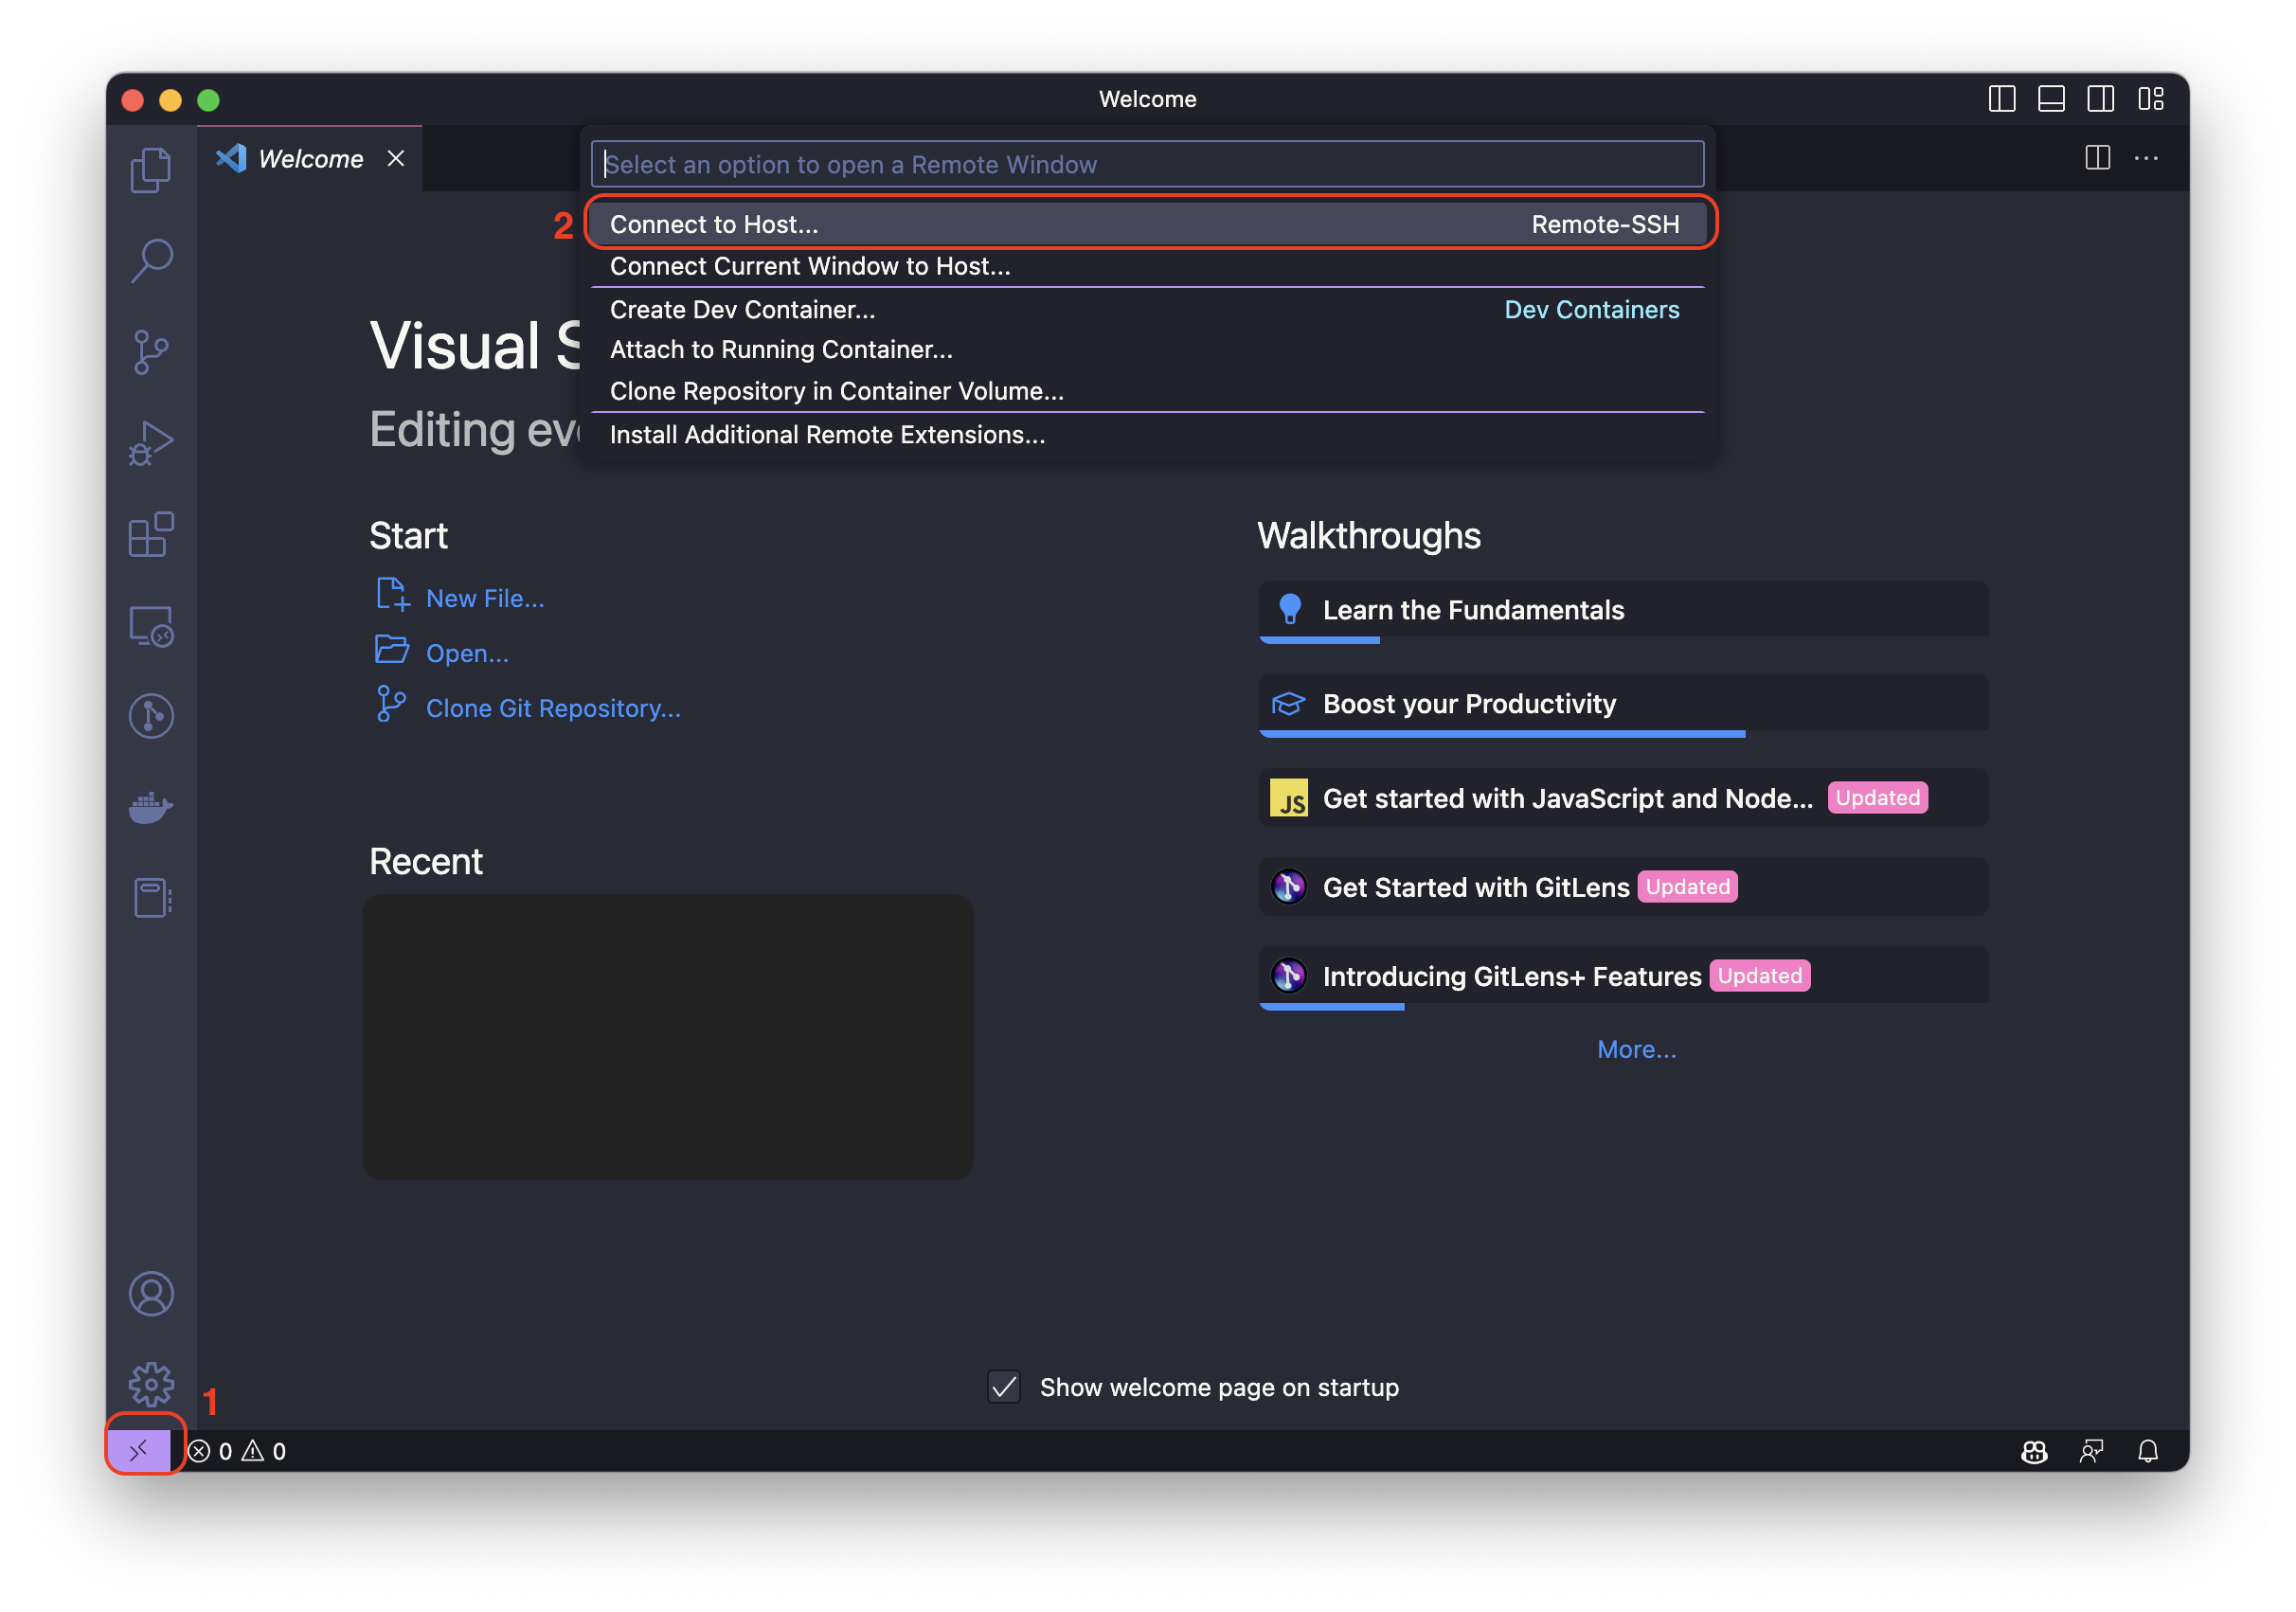 Welcome
Welcome
Select an option to open a Remote Window
2
Connect to Host... Remote-SSH
Connect Current Window to Host...
Create Dev Container... Dev Containers
Attach to Running Container...
Clone Repository in Container Volume...
Install Additional Remote Extensions...
Visual S
Editing ev
Start
New File...
Open...
Clone Git Repository...
Recent
Walkthroughs
Learn the Fundamentals
Boost your Productivity
JS Get started with JavaScript and Node... Updated
Get Started with GitLens Updated
Introducing GitLens+ Features Updated
More...
Show welcome page on startup
1
0 0